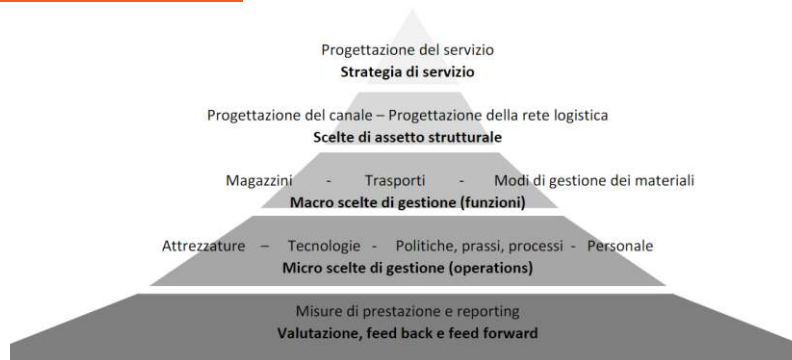 Progettazione del servizio
Strategia di servizio
Progettazione del canale – Progettazione della rete logistica
Scelte di assetto strutturale
Magazzini - Trasporti - Modi di gestione dei materiali
Macro scelte di gestione (funzioni)
Attrezzature – Tecnologie - Politiche, prassi, processi - Personale
Micro scelte di gestione (operations)
Misure di prestazione e reporting
Valutazione, feed back e feed forward